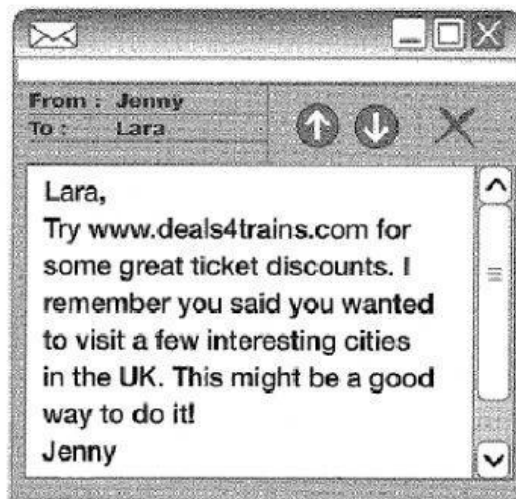 From : Jenny
To : Lara
Lara,
Try www.deals4trains.com for
some great ticket discounts. I
remember you said you wanted
to visit a few interesting cities
in the UK. This might be a good
way to do it!
Jenny